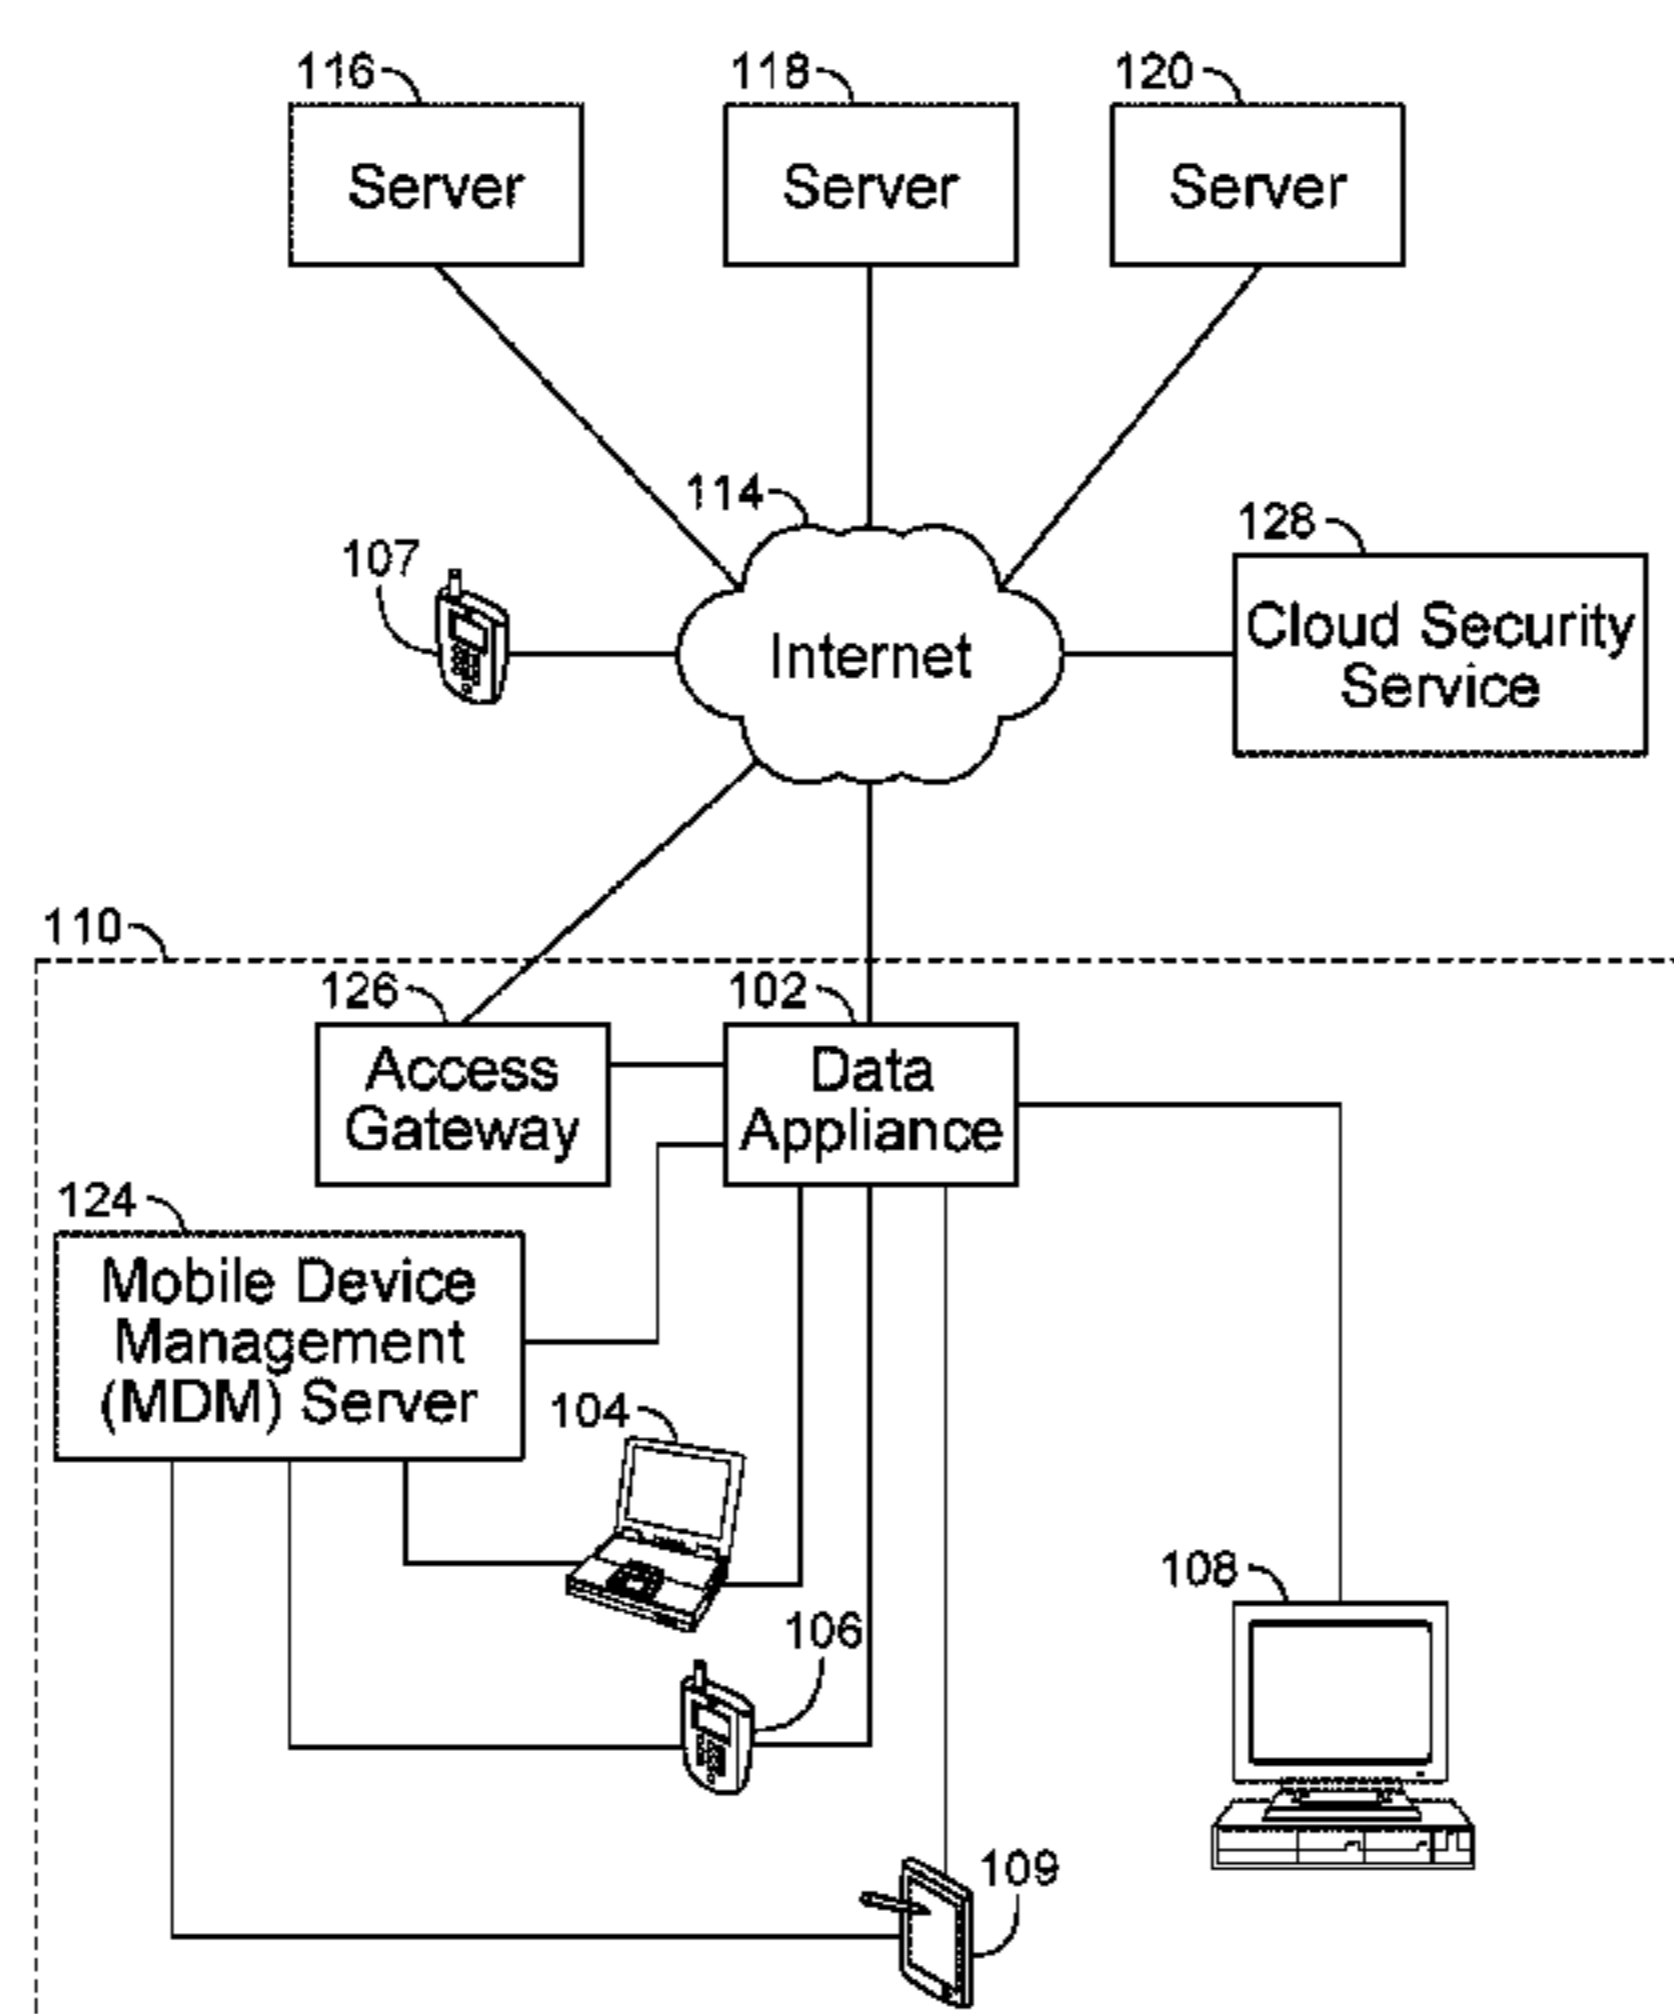 116
118
120
Server
Server
Server
114
128
107
Internet
Cloud Security
Service
110
126
102
Access
Gateway
Data
Appliance
124
Mobile Device
Management
(MDM) Server
104
108
106
109